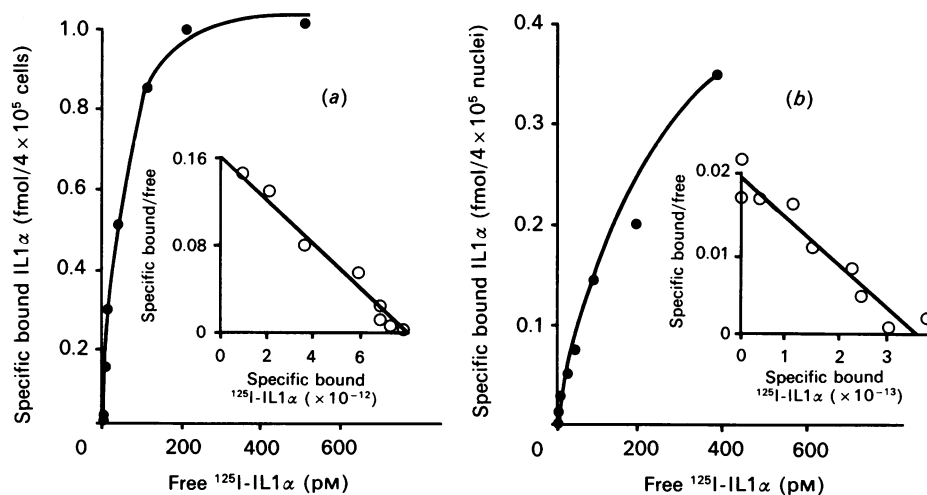 Specific bound IL1α (fmol/4 × 10⁵ cells)
1.0
0.8
0.6
0.4
0.2
0
200
400
600
Free ¹²⁵I-IL1α (pM)
(a)
Specific bound/free
0.16
0.08
0
0
2
4
6
Specific bound
¹²⁵I-IL1α (×10⁻¹²)
Specific bound IL1α (fmol/4 × 10⁵ nuclei)
0.4
0.3
0.2
0.1
0
200
400
600
Free ¹²⁵I-IL1α (pM)
(b)
Specific bound/free
0.02
0.01
0
0
1
2
3
Specific bound
¹²⁵I-IL1α (×10⁻¹³)